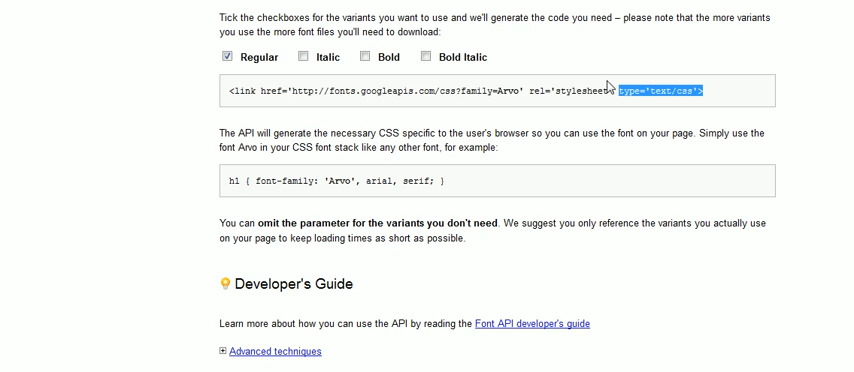 Tick the checkboxes for the variants you want to use and we'll generate the code you need – please note that the more variants
you use the more font files you'll need to download:
Regular Italic Bold Bold Italic
<link href='http://fonts.googleapis.com/css?family=Arvo' rel='stylesheet' type='text/css'>
The API will generate the necessary CSS specific to the user's browser so you can use the font on your page. Simply use the
font Arvo in your CSS font stack like any other font, for example:
h1 { font-family: 'Arvo', arial, serif; }
You can omit the parameter for the variants you don't need. We suggest you only reference the variants you actually use
on your page to keep loading times as short as possible.
Developer's Guide
Learn more about how you can use the API by reading the Font API developer's guide
Advanced techniques